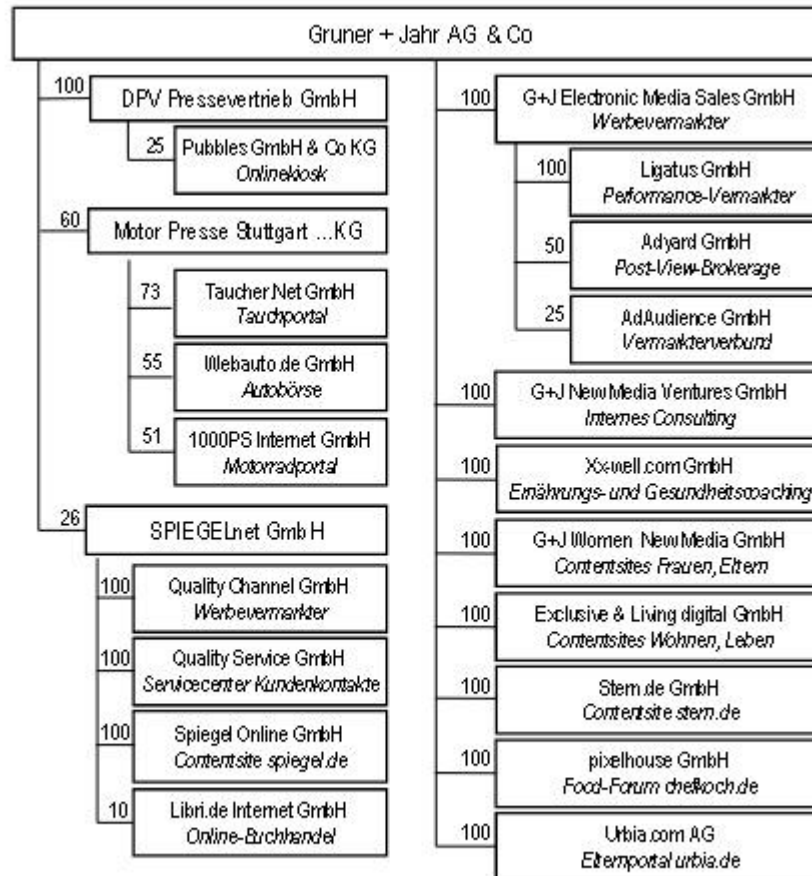 Gruner + Jahr AG & Co
100
DPV Pressevertrieb GmbH
25
Pubbles GmbH & Co KG
Onlinekiosk
60
Motor Presse Stuttgart ...KG
73
Taucher.Net GmbH
Tauchportal
55
Webauto.de GmbH
Autobörse
51
1000PS Internet GmbH
Motorradportal
26
SPIEGELnet GmbH
100
Quality Channel GmbH
Werbevermarkter
100
Quality Service GmbH
Servicecenter Kundenkontakte
100
Spiegel Online GmbH
Contentsite spiegel.de
10
Libri.de Internet GmbH
Online-Buchhandel
100
G+J Electronic Media Sales GmbH
Werbevermarkter
100
Ligatus GmbH
Performance-Vermarkter
50
Adyard GmbH
Post-View-Brokerage
25
AdAudience GmbH
Vermarkterverbund
100
G+J New Media Ventures GmbH
Internes Consulting
100
Xx-well.com GmbH
Ernährungs- und Gesundheitscoaching
100
G+J Women New Media GmbH
Contentsites Frauen, Eltern
100
Exclusive & Living digital GmbH
Contentsites Wohnen, Leben
100
Stern.de GmbH
Contentsite stern.de
100
pixelhouse GmbH
Food-Forum chefkoch.de
100
Urbia.com AG
Elternportal urbia.de